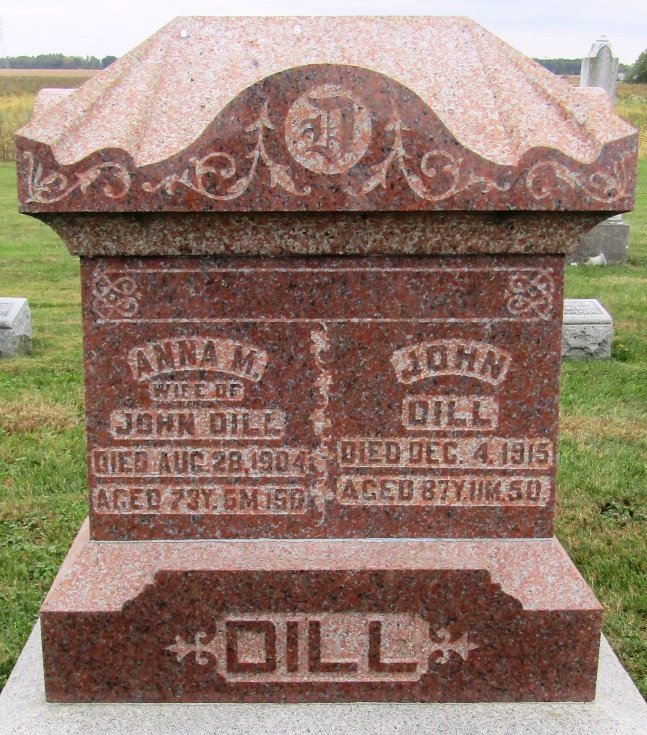 D
ANNA M.
WIFE OF
JOHN DILL
DIED AUG. 28, 1904.
AGED 73Y. 5M 15D
JOHN
DILL
DIED DEC. 4, 1915
AGED 87Y. 11M. 5D.
DILL